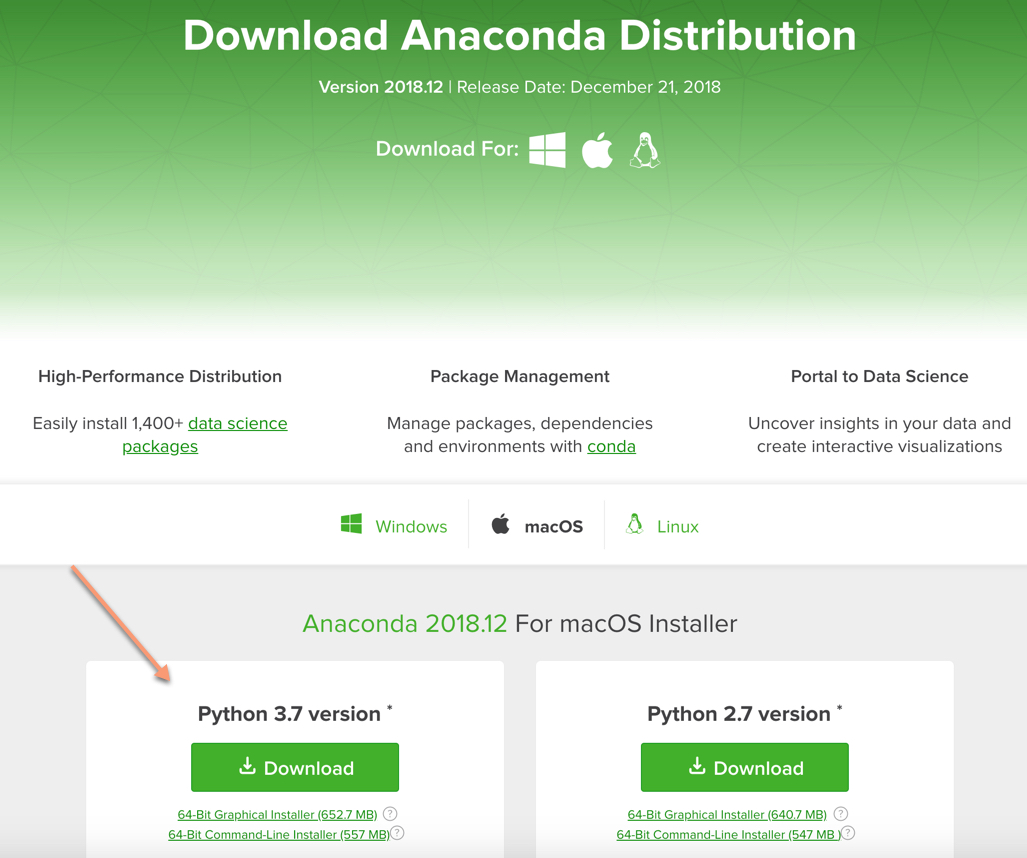 Download Anaconda Distribution
Version 2018.12 | Release Date: December 21, 2018
Download For:
High-Performance Distribution
Easily install 1,400+ data science
packages
Package Management
Manage packages, dependencies
and environments with conda
Portal to Data Science
Uncover insights in your data and
create interactive visualizations
Windows
macOS
Linux
Anaconda 2018.12 For macOS Installer
Python 3.7 version *
Download
64-Bit Graphical Installer (652.7 MB) ?
64-Bit Command-Line Installer (557 MB) ?
Python 2.7 version *
Download
64-Bit Graphical Installer (640.7 MB) ?
64-Bit Command-Line Installer (547 MB ) ?